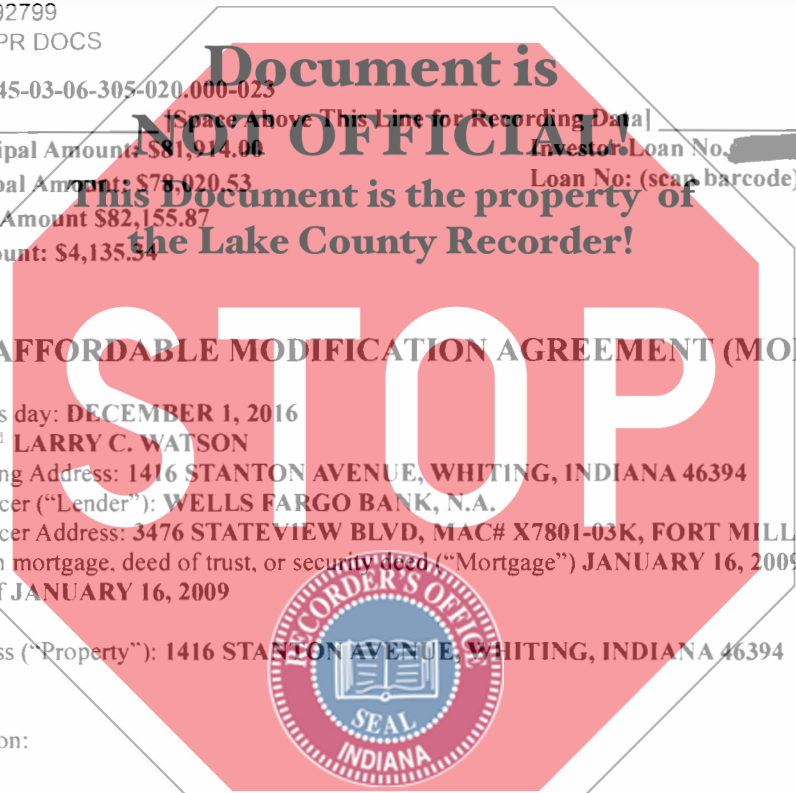 92799
PR DOCS
Document is
45-03-06-305-020.000-023
[Space Above This Line for Recording Data]
NOT OFFICIAL!
ipal Amount: $81,914.00
Investor Loan No.
pal Amount: $78,020.53
Loan No: (scan barcode)
This Document is the property of
Amount $82,155.87
the Lake County Recorder!
ount: $4,135.34
STOP
AFFORDABLE MODIFICATION AGREEMENT (MO
s day: DECEMBER 1, 2016
LARRY C. WATSON
ng Address: 1416 STANTON AVENUE, WHITING, INDIANA 46394
cer (“Lender”): WELLS FARGO BANK, N.A.
cer Address: 3476 STATEVIEW BLVD, MAC# X7801-03K, FORT MILL
n mortgage, deed of trust, or security deed (“Mortgage”) JANUARY 16, 2009
f JANUARY 16, 2009
RECORDER'S OFFICE
ss (“Property”): 1416 STANTON AVENUE, WHITING, INDIANA 46394
SEAL
INDIANA
on: